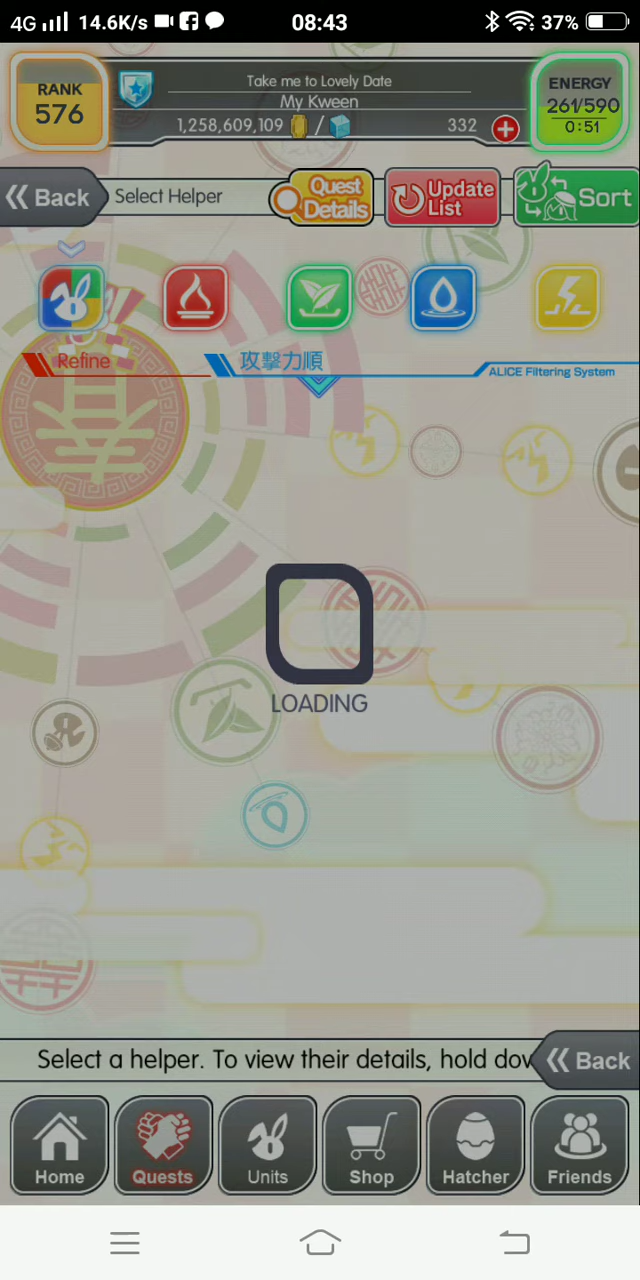 4G 14.6K/s 08:43 37%
RANK
576
Take me to Lovely Date
My Kween
1,258,609,109 / 332
ENERGY
261/590
0:51
Back
Select Helper
Quest
Details
Update
List
Sort
Refine
攻擊力順
ALICE Filtering System
春
LOADING
Select a helper. To view their details, hold dov
Back
Home
Quests
Units
Shop
Hatcher
Friends